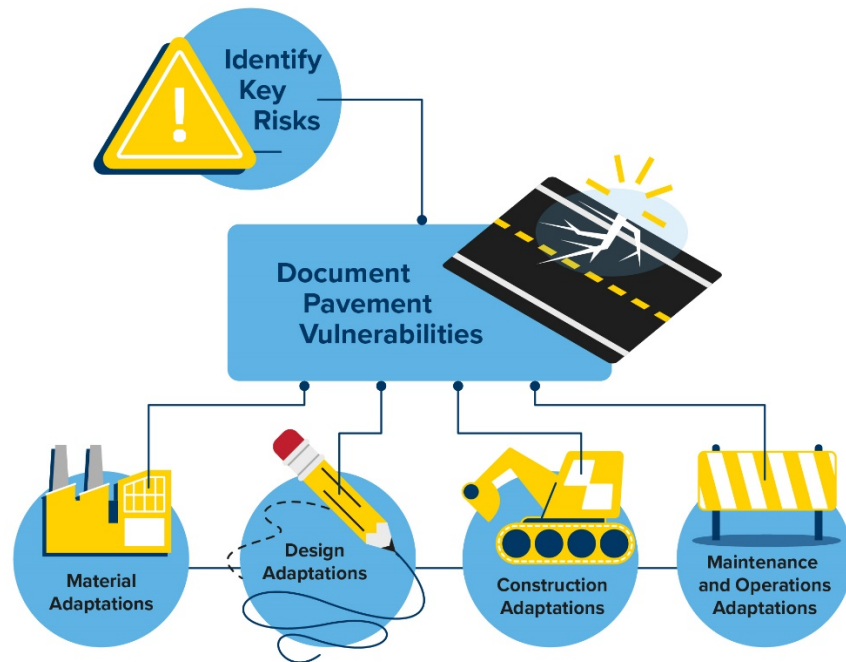 Identify
Key
Risks
Document
Pavement
Vulnerabilities
Material
Adaptations
Design
Adaptations
Construction
Adaptations
Maintenance
and Operations
Adaptations